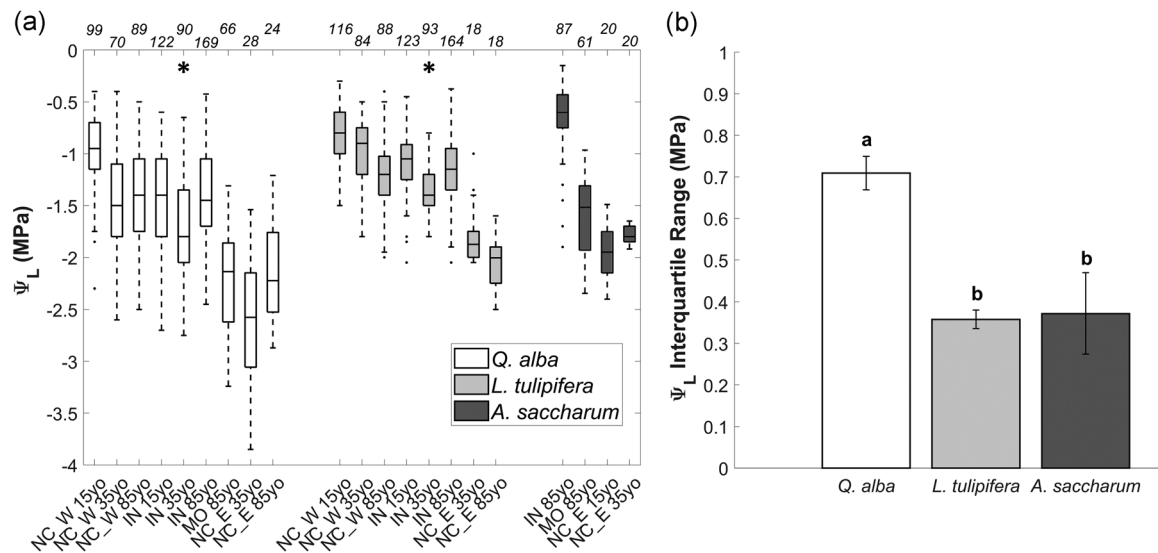 (a)
99 70 89 122 90 169 66 28 24 116 84 88 123 93 164 18 18 87 61 20 20
* *
0
-0.5
-1
-1.5
-2
-2.5
-3
-3.5
-4
Ψ_L (MPa)
Q. alba
L. tulipifera
A. saccharum
NC_W 15yo
NC_W 35yo
NC_W 85yo
IN 15yo
IN 35yo
IN 85yo
MO 85yo
NC_E 35yo
NC_E 85yo
NC_W 15yo
NC_W 35yo
NC_W 85yo
IN 15yo
IN 35yo
IN 85yo
NC_E 35yo
NC_E 85yo
IN 85yo
MO 85yo
NC_E 15yo
NC_E 35yo
(b)
Ψ_L Interquartile Range (MPa)
1
0.9
0.8
0.7
0.6
0.5
0.4
0.3
0.2
0.1
0
a
b
b
Q. alba
L. tulipifera
A. saccharum